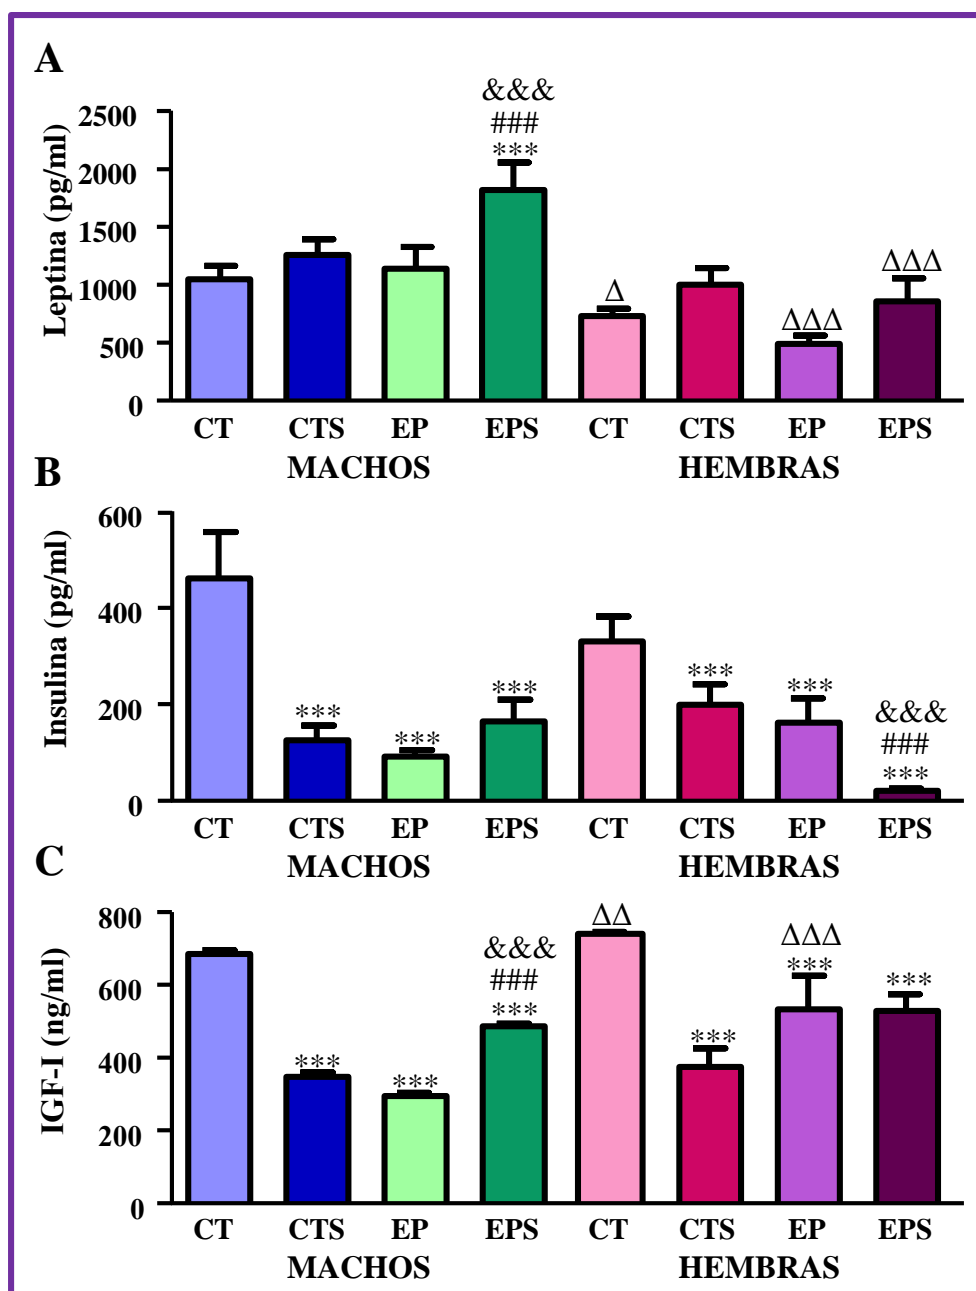 A
&&&
###
***
2500
2000
1500
1000
500
0
Leptina (pg/ml)
Δ
ΔΔΔ
ΔΔΔ
CT CTS EP EPS CT CTS EP EPS
MACHOS HEMBRAS
B
600
400
200
0
Insulina (pg/ml)
***
***
***
***
***
&&&
###
***
CT CTS EP EPS CT CTS EP EPS
MACHOS HEMBRAS
C
800
600
400
200
0
IGF-I (ng/ml)
***
***
&&&
###
***
ΔΔ
***
ΔΔΔ
***
***
CT CTS EP EPS CT CTS EP EPS
MACHOS HEMBRAS